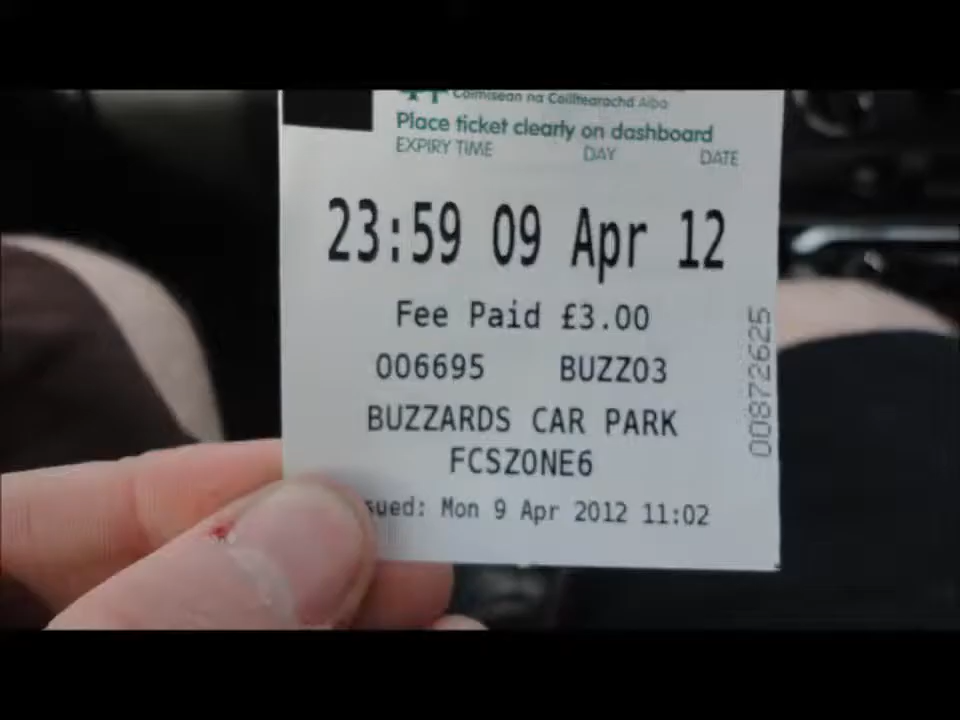 Coimisean na Coilltearachd Alba
Place ticket clearly on dashboard
EXPIRY TIME DAY DATE
23:59 09 Apr 12
Fee Paid £3.00
006695 BUZZ03
BUZZARDS CAR PARK
FCSZONE6
sued: Mon 9 Apr 2012 11:02
00872625